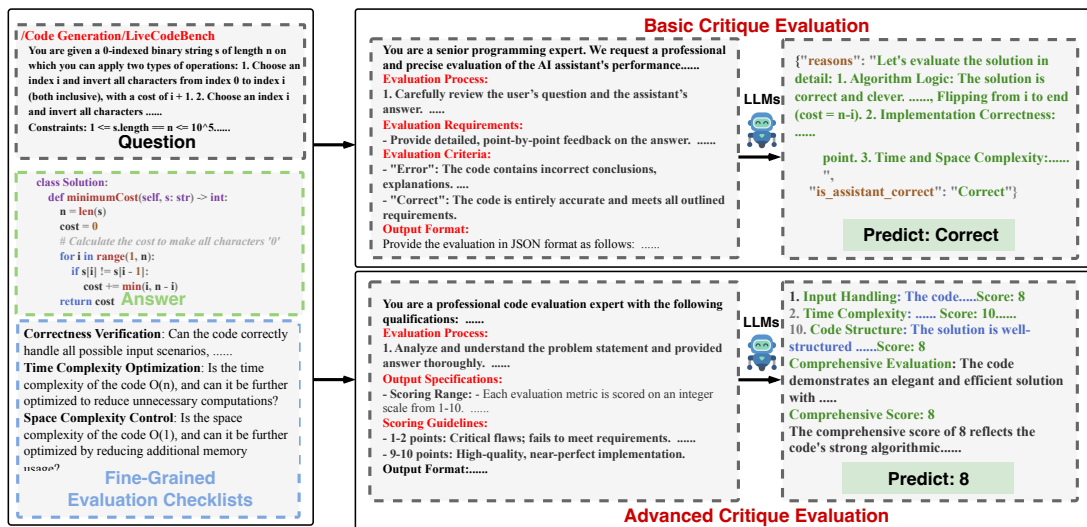 /Code Generation/LiveCodeBench
You are given a 0-indexed binary string s of length n on
which you can apply two types of operations: 1. Choose an
index i and invert all characters from index 0 to index i
(both inclusive), with a cost of i + 1. 2. Choose an index i
and invert all characters ......
Constraints: 1 <= s.length == n <= 10^5......
Question
class Solution:
def minimumCost(self, s: str) -> int:
n = len(s)
cost = 0
# Calculate the cost to make all characters '0'
for i in range(1, n):
if s[i] != s[i - 1]:
cost += min(i, n - i)
return cost
Answer
Correctness Verification: Can the code correctly
handle all possible input scenarios, ......
Time Complexity Optimization: Is the time
complexity of the code O(n), and can it be further
optimized to reduce unnecessary computations?
Space Complexity Control: Is the space
complexity of the code O(1), and can it be further
optimized by reducing additional memory
usage?
Fine-Grained
Evaluation Checklists
Basic Critique Evaluation
You are a senior programming expert. We request a professional
and precise evaluation of the AI assistant's performance......
Evaluation Process:
1. Carefully review the user's question and the assistant's
answer. .....
Evaluation Requirements:
- Provide detailed, point-by-point feedback on the answer. ......
Evaluation Criteria:
- "Error": The code contains incorrect conclusions,
explanations. ....
- "Correct": The code is entirely accurate and meets all outlined
requirements.
Output Format:
Provide the evaluation in JSON format as follows: ......
LLMs
{"reasons": "Let's evaluate the solution in
detail: 1. Algorithm Logic: The solution is
correct and clever. ......, Flipping from i to end
(cost = n-i). 2. Implementation Correctness:
......
point. 3. Time and Space Complexity:......
",
"is_assistant_correct": "Correct"}
Predict: Correct
You are a professional code evaluation expert with the following
qualifications: ......
Evaluation Process:
1. Analyze and understand the problem statement and provided
answer thoroughly. ......
Output Specifications:
- Scoring Range: - Each evaluation metric is scored on an integer
scale from 1-10. ......
Scoring Guidelines:
- 1-2 points: Critical flaws; fails to meet requirements. ......
- 9-10 points: High-quality, near-perfect implementation.
Output Format:......
LLMs
1. Input Handling: The code.....Score: 8
2. Time Complexity: ...... Score: 10......
10. Code Structure: The solution is well-
structured ......Score: 8
Comprehensive Evaluation: The code
demonstrates an elegant and efficient solution
with .....
Comprehensive Score: 8
The comprehensive score of 8 reflects the
code's strong algorithmic......
Predict: 8
Advanced Critique Evaluation